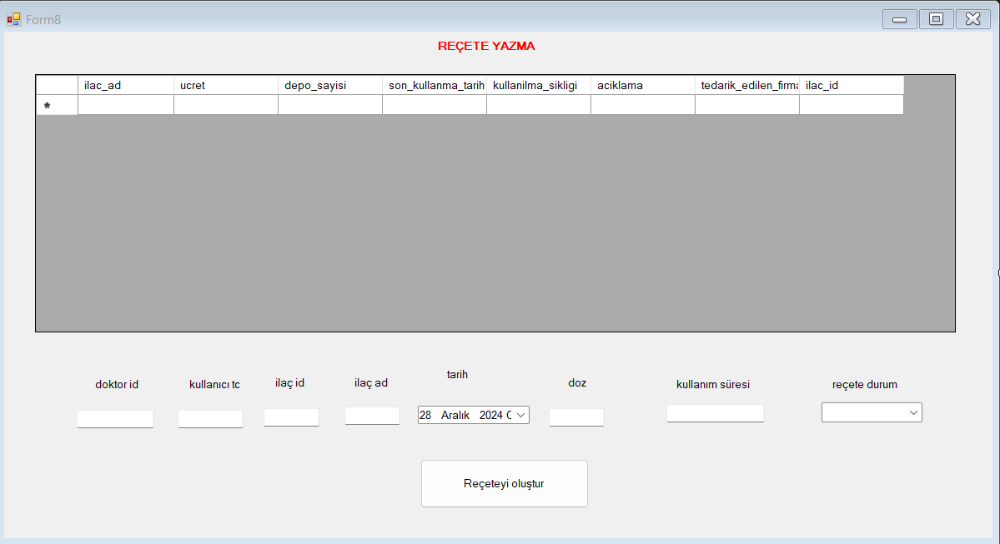 Form8
REÇETE YAZMA
ilac_ad ucret depo_sayisi son_kullanma_tarih kullanilma_sikligi aciklama tedarik_edilen_firma ilac_id
*
doktor id kullanıcı tc ilaç id ilaç ad tarih doz kullanım süresi reçete durum
28 Aralık 2024 C
Reçeteyi oluştur